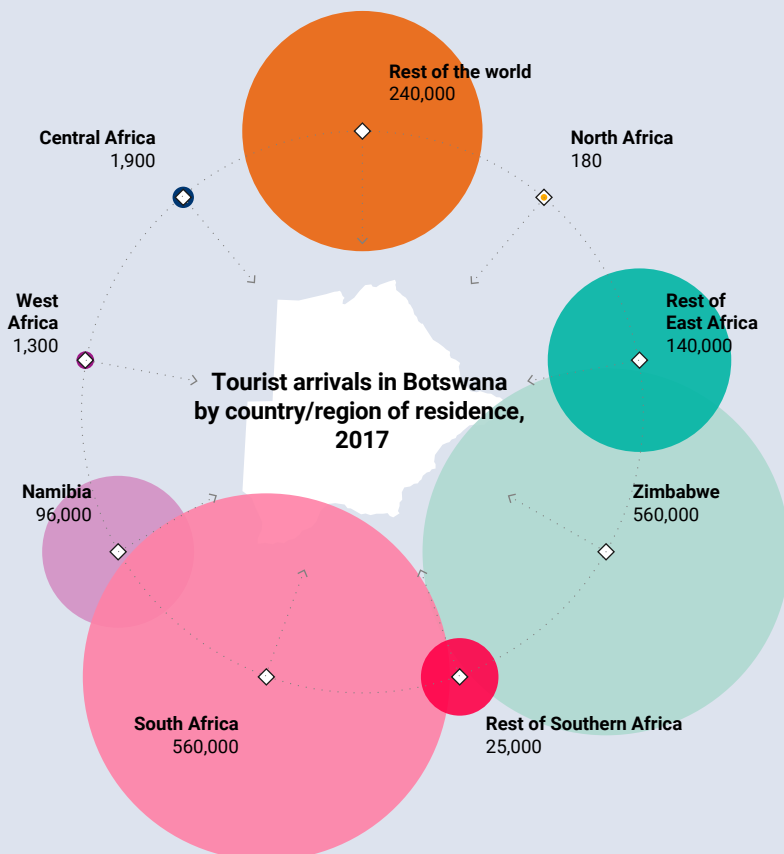 Rest of the world
240,000
Central Africa
1,900
North Africa
180
West
Africa
1,300
Rest of
East Africa
140,000
Tourist arrivals in Botswana
by country/region of residence,
2017
Namibia
96,000
Zimbabwe
560,000
South Africa
560,000
Rest of Southern Africa
25,000